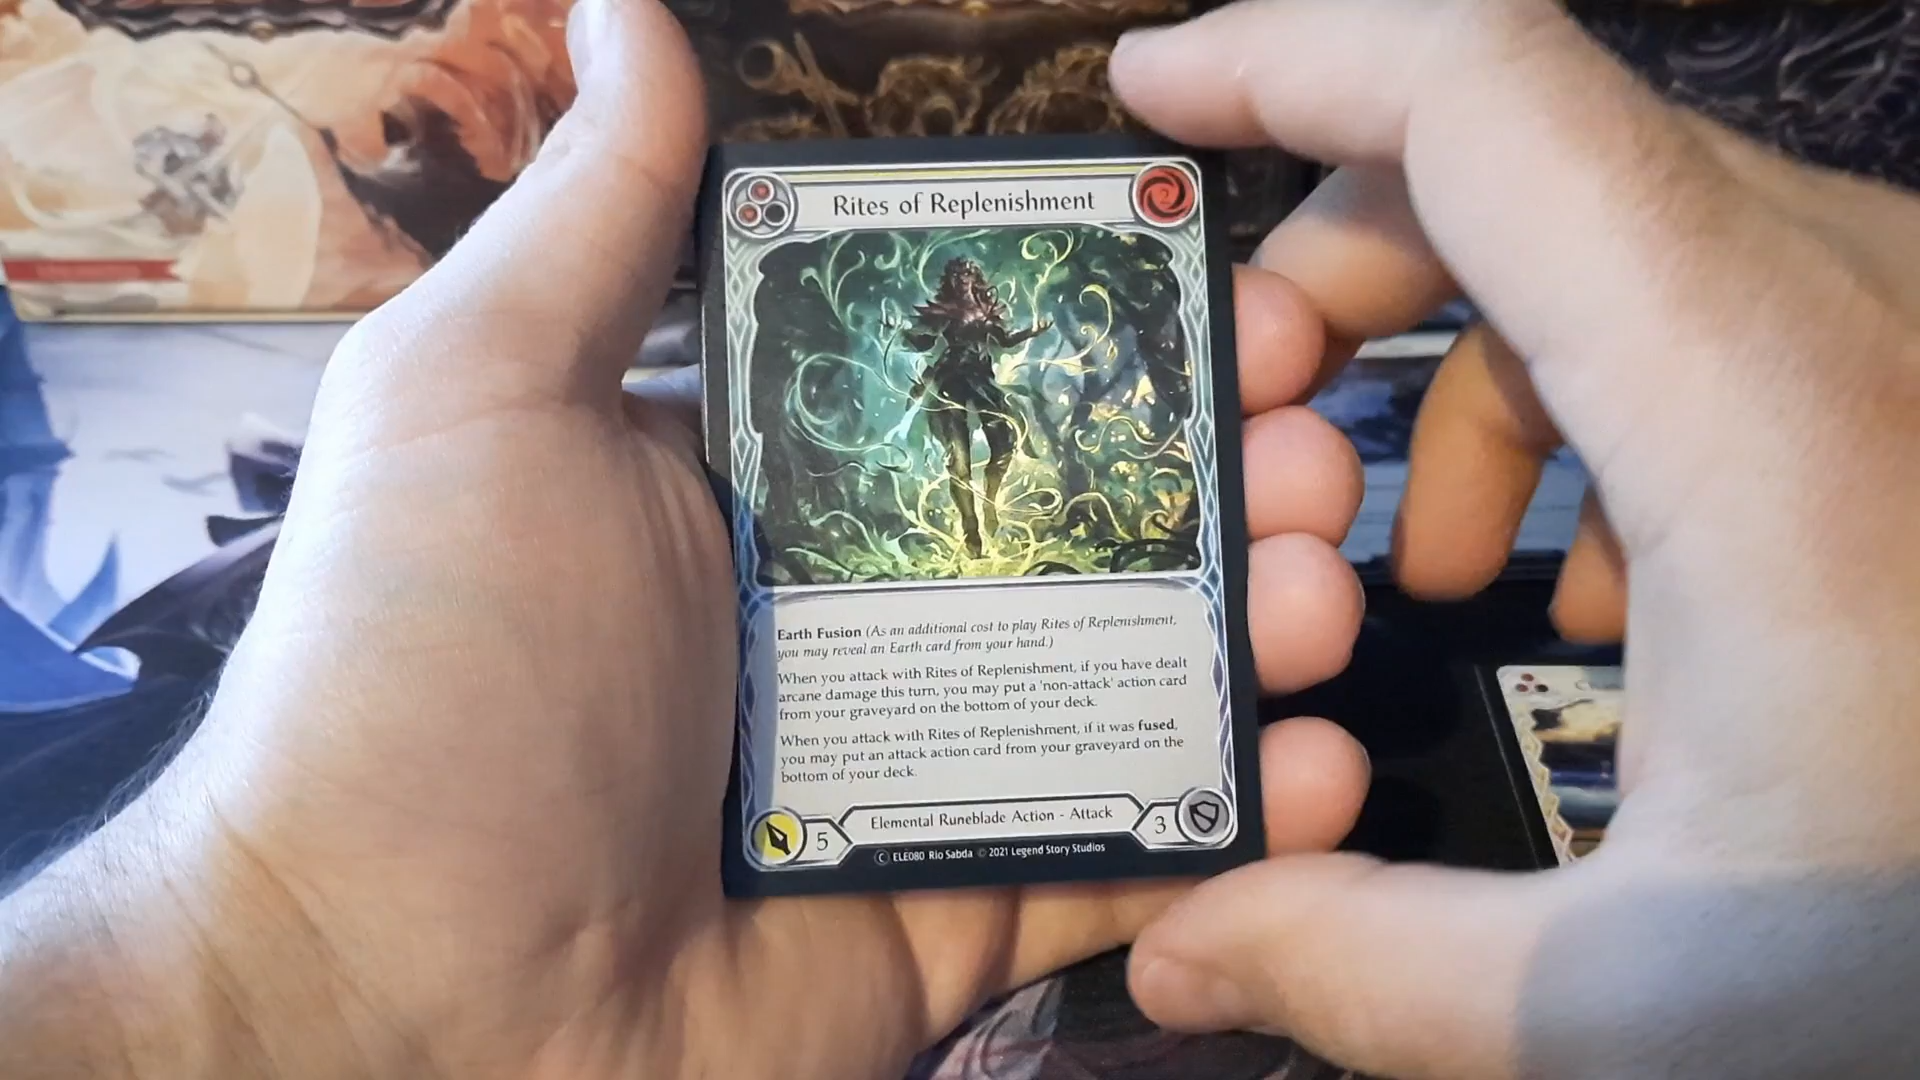 Rites of Replenishment
2
Earth Fusion (As an additional cost to play Rites of Replenishment,
you may reveal an Earth card from your hand.)
When you attack with Rites of Replenishment, if you have dealt
arcane damage this turn, you may put a 'non-attack' action card
from your graveyard on the bottom of your deck.
When you attack with Rites of Replenishment, if it was fused,
you may put an attack action card from your graveyard on the
bottom of your deck.
5
Elemental Runeblade Action - Attack
3
C ELE080 Rio Sabda © 2021 Legend Story Studios